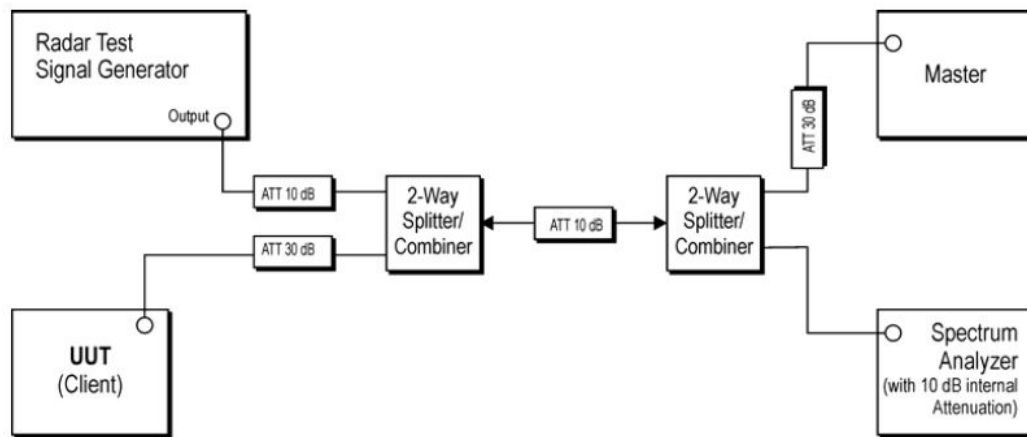 Radar Test
Signal Generator
Output
ATT 10 dB
ATT 30 dB
UUT
(Client)
2-Way
Splitter/
Combiner
ATT 10 dB
2-Way
Splitter/
Combiner
ATT 30 dB
Master
Spectrum
Analyzer
(with 10 dB internal
Attenuation)